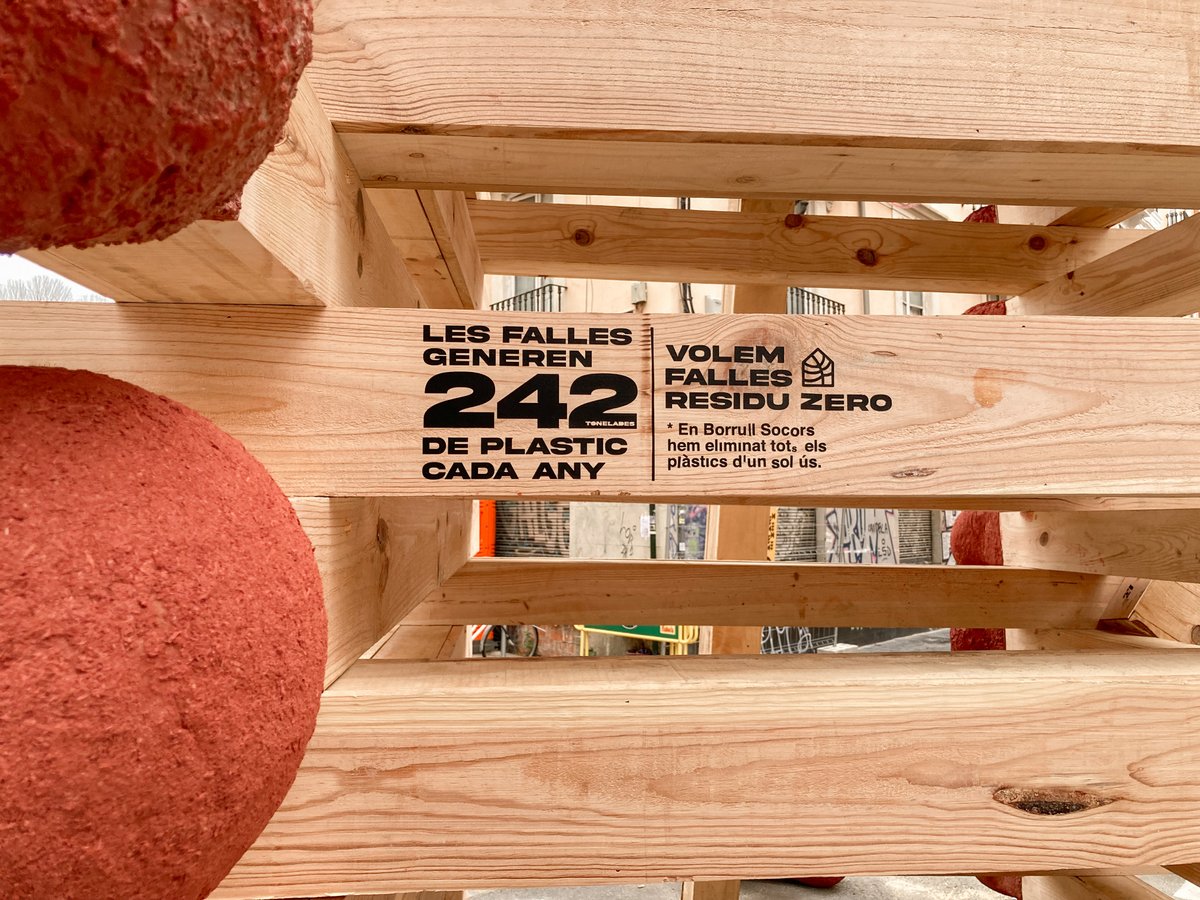 LES FALLES
GENEREN
242
TONELADES
DE PLASTIC
CADA ANY
VOLEM
FALLES
RESIDU ZERO
* En Borrull Socors
hem eliminat tots els
plàstics d'un sol ús.